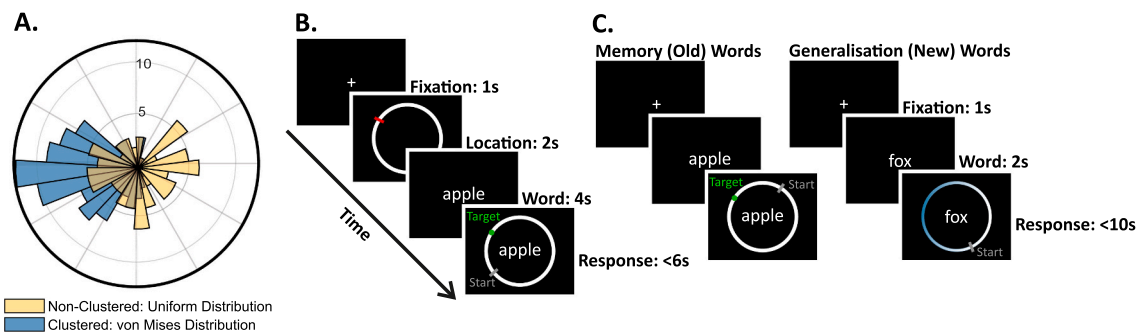 A.
10
5
Non-Clustered: Uniform Distribution
Clustered: von Mises Distribution
B.
+
Fixation: 1s
Location: 2s
apple
Word: 4s
Target
apple
Start
Response: <6s
Time
C.
Memory (Old) Words
+
apple
Target
Start
apple
Generalisation (New) Words
+
Fixation: 1s
fox
Word: 2s
fox
Start
Response: <10s